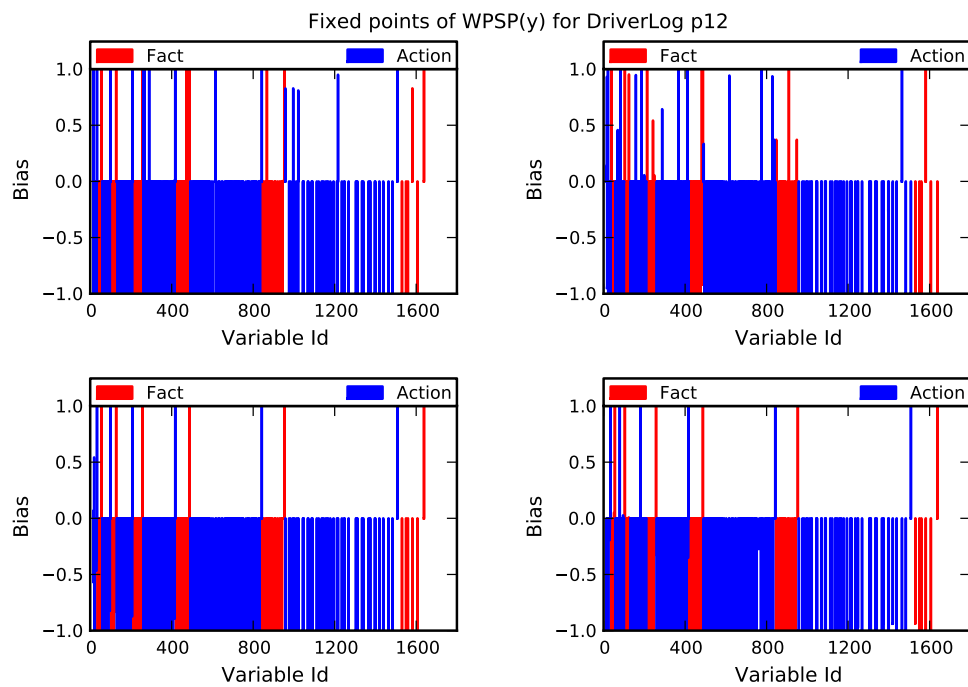 Fixed points of WPSP(y) for DriverLog p12
Fact Action
1.0
0.5
0.0
−0.5
−1.0
Bias
0 400 800 1200 1600
Variable Id
Fact Action
1.0
0.5
0.0
−0.5
−1.0
Bias
0 400 800 1200 1600
Variable Id
Fact Action
1.0
0.5
0.0
−0.5
−1.0
Bias
0 400 800 1200 1600
Variable Id
Fact Action
1.0
0.5
0.0
−0.5
−1.0
Bias
0 400 800 1200 1600
Variable Id